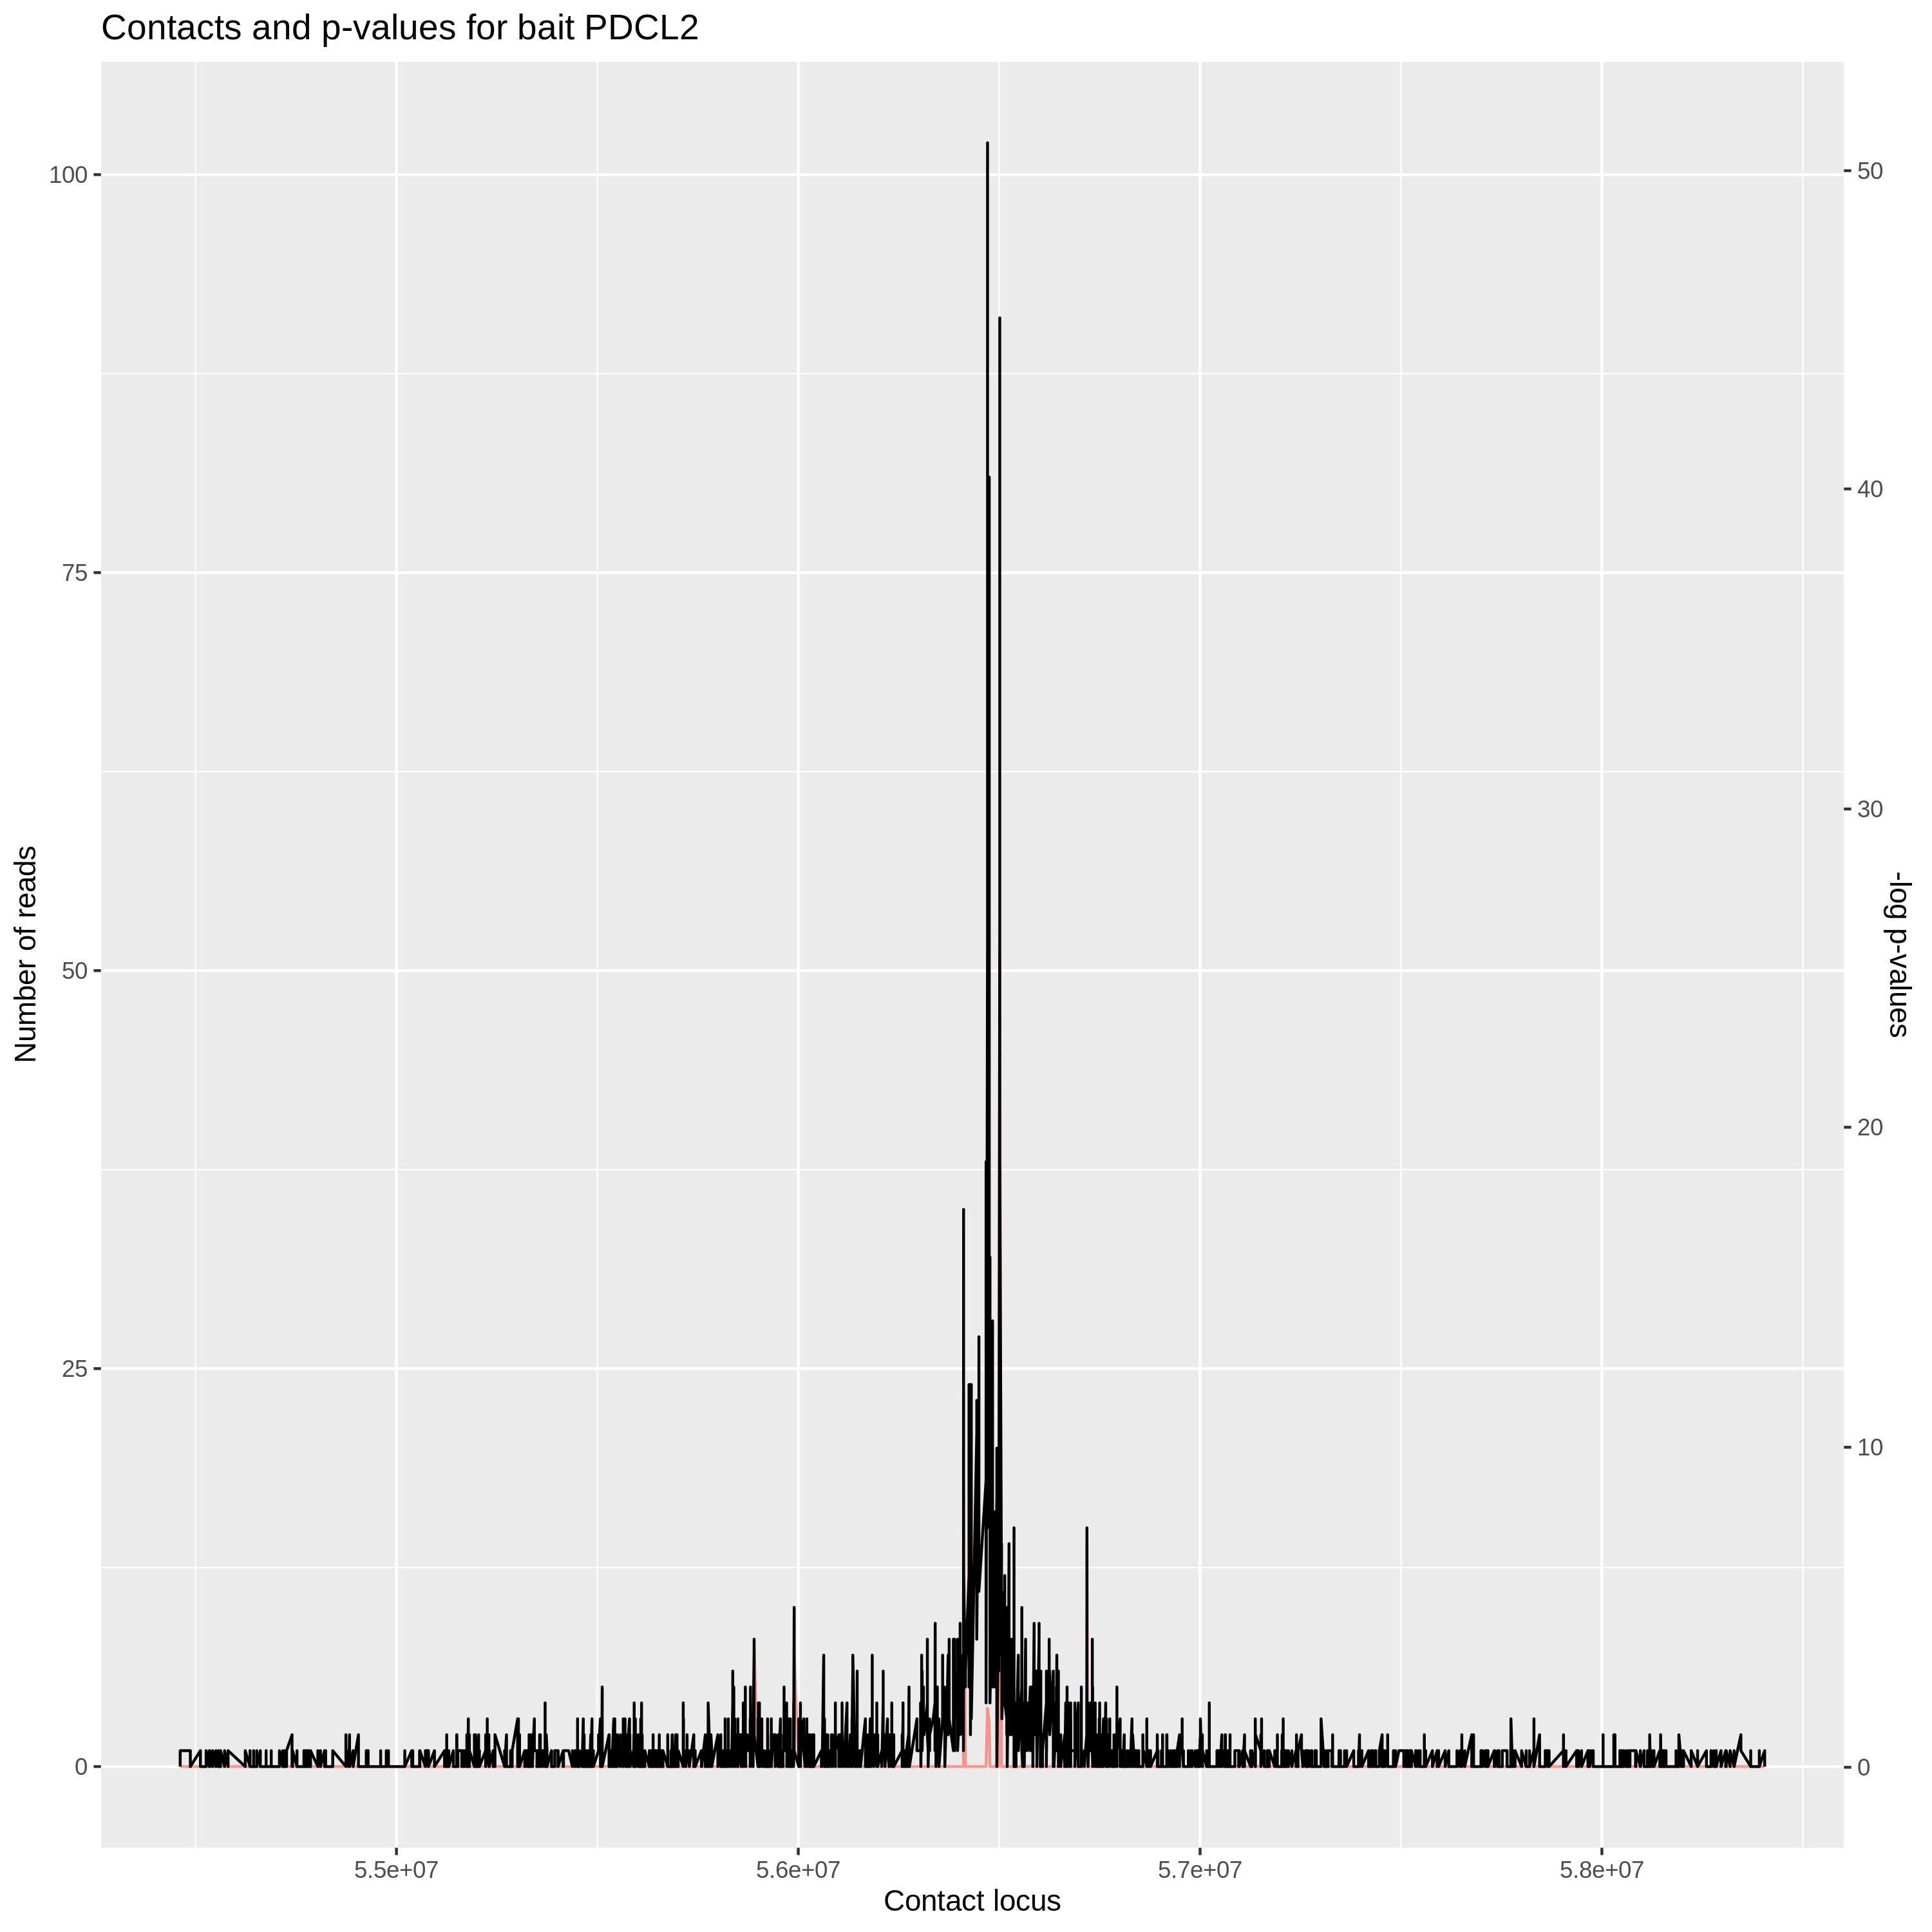 Contacts and p-values for bait PDCL2
100
75
50
25
0
Number of reads
50
40
30
20
10
0
-log p-values
5.5e+07
5.6e+07
5.7e+07
5.8e+07
Contact locus